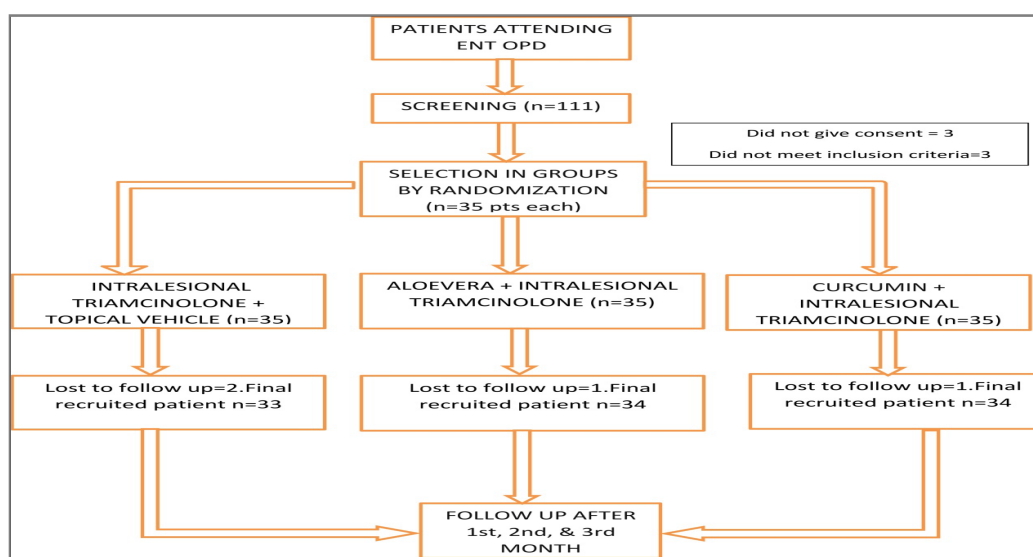 PATIENTS ATTENDING
ENT OPD
SCREENING (n=111)
Did not give consent = 3
Did not meet inclusion criteria=3
SELECTION IN GROUPS
BY RANDOMIZATION
(n=35 pts each)
INTRALESIONAL
TRIAMCINOLONE +
TOPICAL VEHICLE (n=35)
ALOEVERA + INTRALESIONAL
TRIAMCINOLONE (n=35)
CURCUMIN +
INTRALESIONAL
TRIAMCINOLONE (n=35)
Lost to follow up=2.Final
recruited patient n=33
Lost to follow up=1.Final
recruited patient n=34
Lost to follow up=1.Final
recruited patient n=34
FOLLOW UP AFTER
1st, 2nd, & 3rd
MONTH